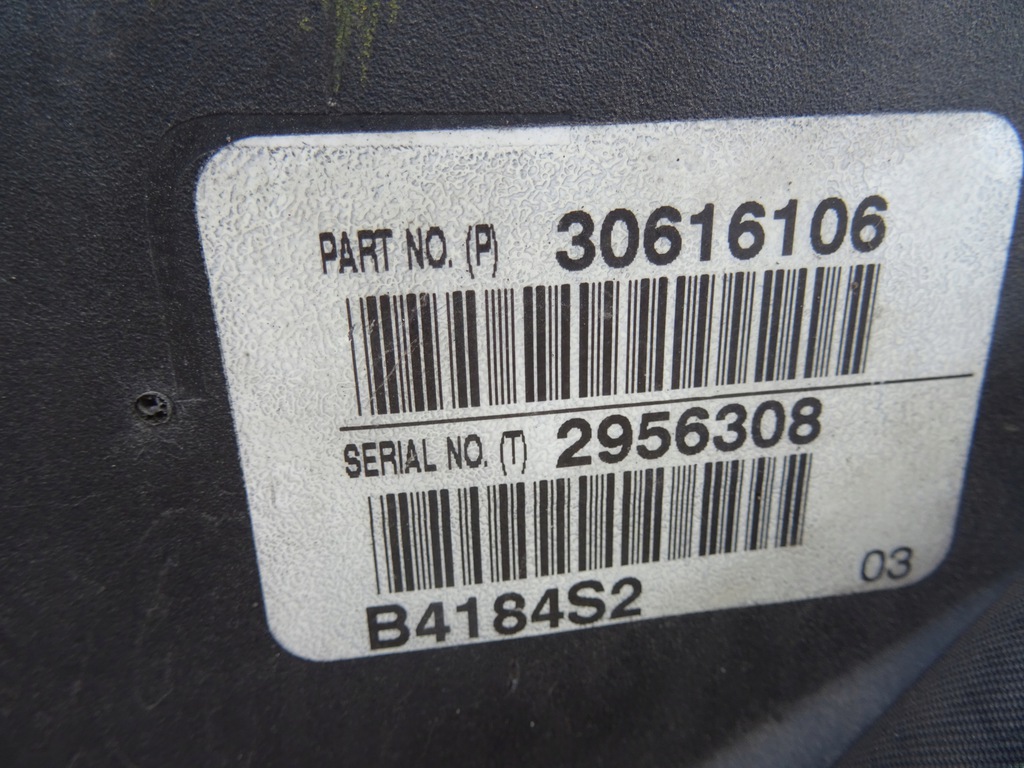 PART NO. (P) 30616106
SERIAL NO. (T) 2956308
B4184S2
03